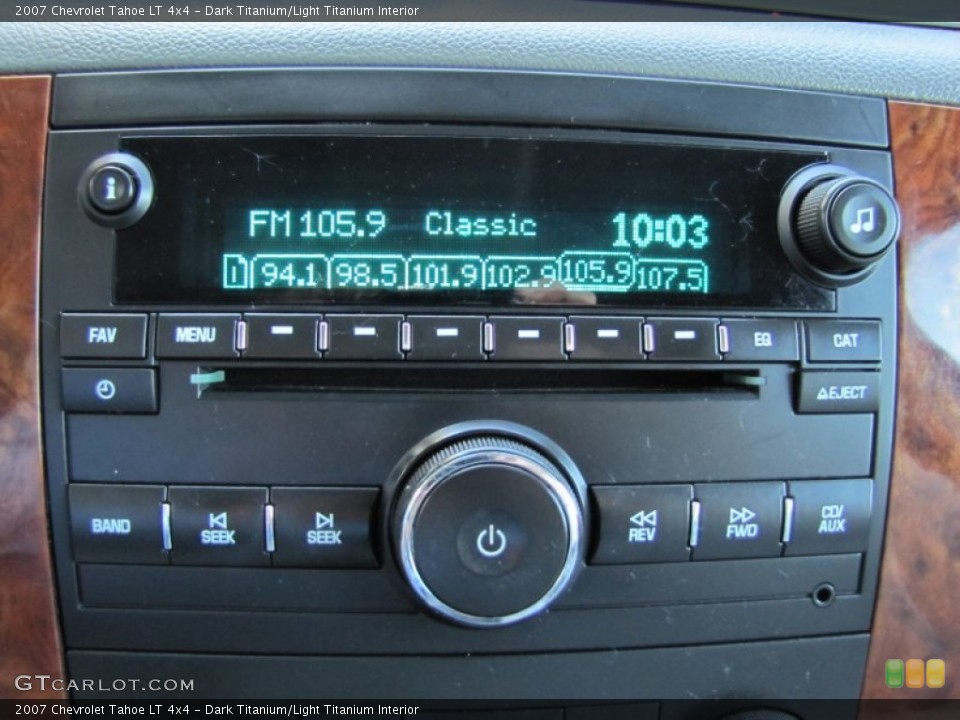 2007 Chevrolet Tahoe LT 4x4 – Dark Titanium/Light Titanium Interior
i
FM 105.9 Classic 10:03
1 94.1 98.5 101.9 102.9 105.9 107.5
FAV MENU EQ CAT
EJECT
BAND SEEK SEEK REV FWD CD/
AUX
GTCARLOT.COM
2007 Chevrolet Tahoe LT 4x4 – Dark Titanium/Light Titanium Interior